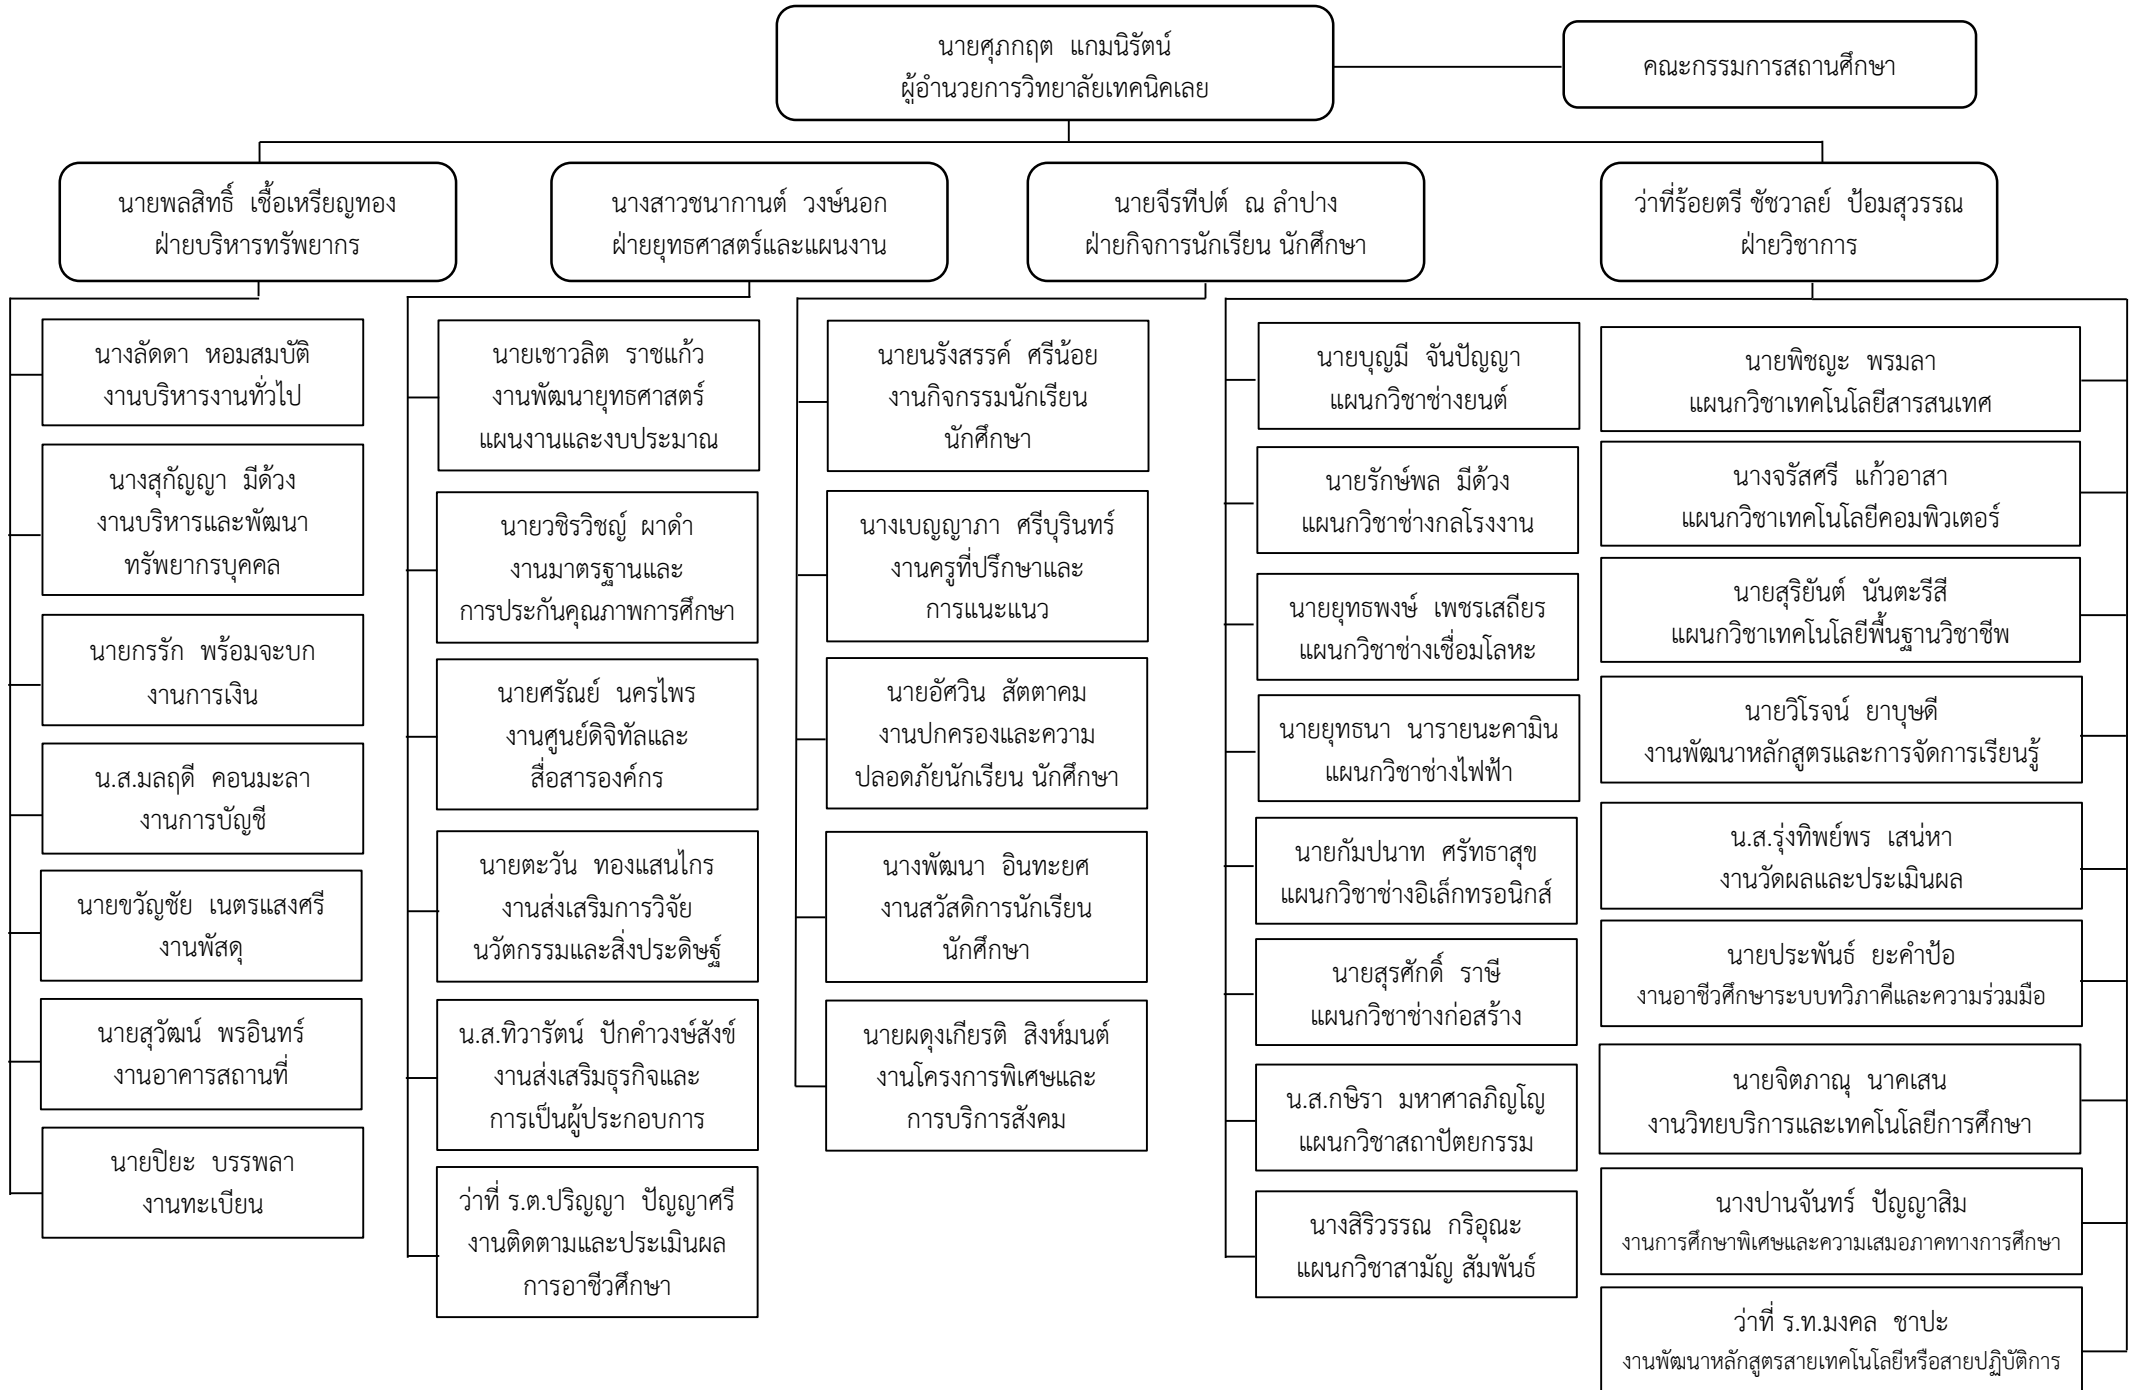 นายศุภกฤต แกมนิรัตน์
ผู้อำนวยการวิทยาลัยเทคนิคเลย
คณะกรรมการสถานศึกษา
นายพลสิทธิ์ เชื้อเหรียญทอง
ฝ่ายบริหารทรัพยากร
นางสาวชนากานต์ วงษ์นอก
ฝ่ายยุทธศาสตร์และแผนงาน
นายจีรทีปต์ ณ ลำปาง
ฝ่ายกิจการนักเรียน นักศึกษา
ว่าที่ร้อยตรี ชัชวาลย์ ป้อมสุวรรณ
ฝ่ายวิชาการ
นางลัดดา หอมสมบัติ
งานบริหารงานทั่วไป
นางสุกัญญา มีด้วง
งานบริหารและพัฒนา
ทรัพยากรบุคคล
นายกรรัก พร้อมจะบก
งานการเงิน
น.ส.มลฤดี คอนมะลา
งานการบัญชี
นายขวัญชัย เนตรแสงศรี
งานพัสดุ
นายสุวัฒน์ พรอินทร์
งานอาคารสถานที่
นายปิยะ บรรพลา
งานทะเบียน
นายเชาวลิต ราชแก้ว
งานพัฒนายุทธศาสตร์
แผนงานและงบประมาณ
นายวชิรวิชญ์ ผาดำ
งานมาตรฐานและ
การประกันคุณภาพการศึกษา
นายศรัณย์ นครไพร
งานศูนย์ดิจิทัลและ
สื่อสารองค์กร
นายตะวัน ทองแสนไกร
งานส่งเสริมการวิจัย
นวัตกรรมและสิ่งประดิษฐ์
น.ส.ทิวารัตน์ ปักคำวงษ์สังข์
งานส่งเสริมธุรกิจและ
การเป็นผู้ประกอบการ
ว่าที่ ร.ต.ปริญญา ปัญญาศรี
งานติดตามและประเมินผล
การอาชีวศึกษา
นายนรังสรรค์ ศรีน้อย
งานกิจกรรมนักเรียน
นักศึกษา
นางเบญญาภา ศรีบุรินทร์
งานครูที่ปรึกษาและ
การแนะแนว
นายอัศวิน สัตตาคม
งานปกครองและความ
ปลอดภัยนักเรียน นักศึกษา
นางพัฒนา อินทะยศ
งานสวัสดิการนักเรียน
นักศึกษา
นายผดุงเกียรติ สิงห์มนต์
งานโครงการพิเศษและ
การบริการสังคม
นายบุญมี จันปัญญา
แผนกวิชาช่างยนต์
นายรักษ์พล มีด้วง
แผนกวิชาช่างกลโรงงาน
นายยุทธพงษ์ เพชรเสถียร
แผนกวิชาช่างเชื่อมโลหะ
นายยุทธนา นารายนะคามิน
แผนกวิชาช่างไฟฟ้า
นายกัมปนาท ศรัทธาสุข
แผนกวิชาช่างอิเล็กทรอนิกส์
นายสุรศักดิ์ ราษี
แผนกวิชาช่างก่อสร้าง
น.ส.กษิรา มหาศาลภิญโญ
แผนกวิชาสถาปัตยกรรม
นางสิริวรรณ กริอุณะ
แผนกวิชาสามัญ สัมพันธ์
นายพิชญะ พรมลา
แผนกวิชาเทคโนโลยีสารสนเทศ
นางจรัสศรี แก้วอาสา
แผนกวิชาเทคโนโลยีคอมพิวเตอร์
นายสุริยันต์ นันตะรีสี
แผนกวิชาเทคโนโลยีพื้นฐานวิชาชีพ
นายวิโรจน์ ยาบุษดี
งานพัฒนาหลักสูตรและการจัดการเรียนรู้
น.ส.รุ่งทิพย์พร เสน่หา
งานวัดผลและประเมินผล
นายประพันธ์ ยะคำป้อ
งานอาชีวศึกษาระบบทวิภาคีและความร่วมมือ
นายจิตภาณุ นาคเสน
งานวิทยบริการและเทคโนโลยีการศึกษา
นางปานจันทร์ ปัญญาสิม
งานการศึกษาพิเศษและความเสมอภาคทางการศึกษา
ว่าที่ ร.ท.มงคล ชาปะ
งานพัฒนาหลักสูตรสายเทคโนโลยีหรือสายปฏิบัติการ